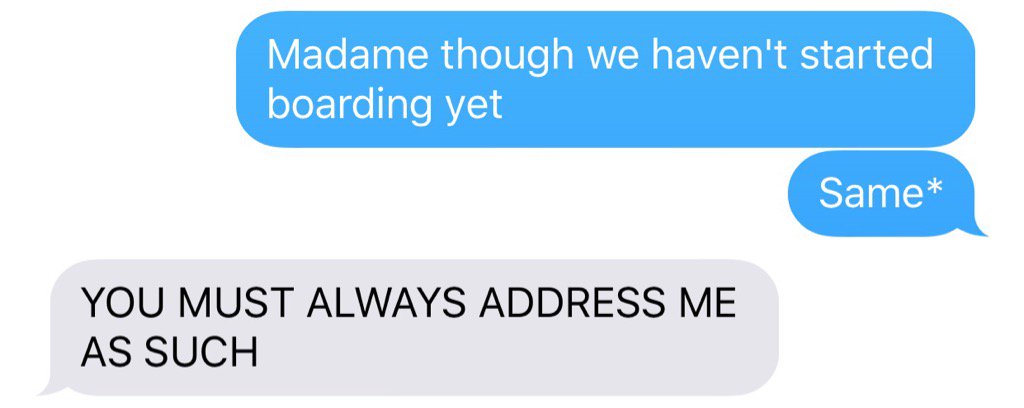 Madame though we haven't started
boarding yet
Same*
YOU MUST ALWAYS ADDRESS ME
AS SUCH